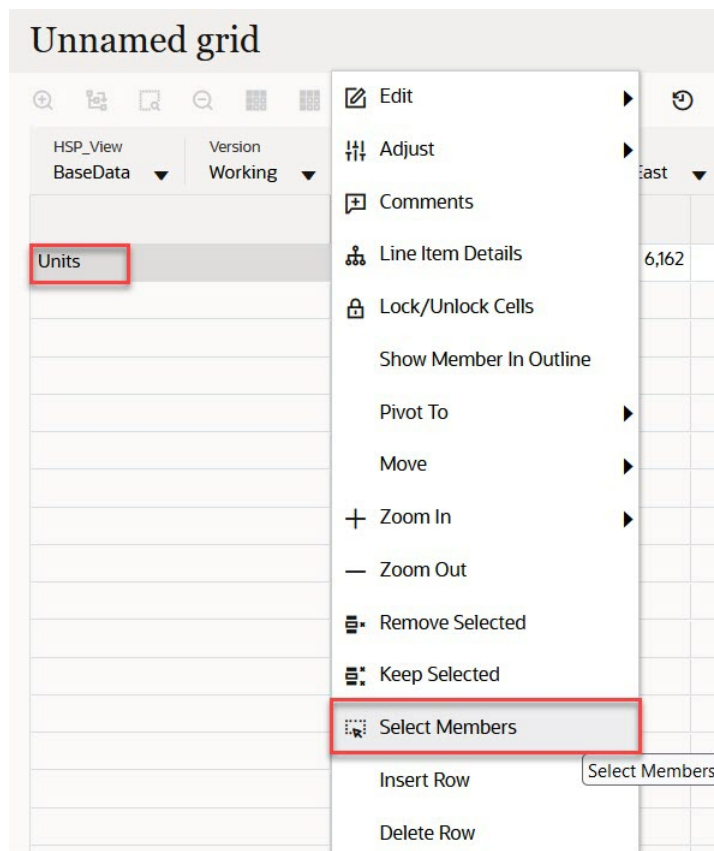 Unnamed grid
HSP_View
BaseData
Version
Working
East
Units
6,162
Edit
Adjust
Comments
Line Item Details
Lock/Unlock Cells
Show Member In Outline
Pivot To
Move
Zoom In
Zoom Out
Remove Selected
Keep Selected
Select Members
Select Members
Insert Row
Delete Row